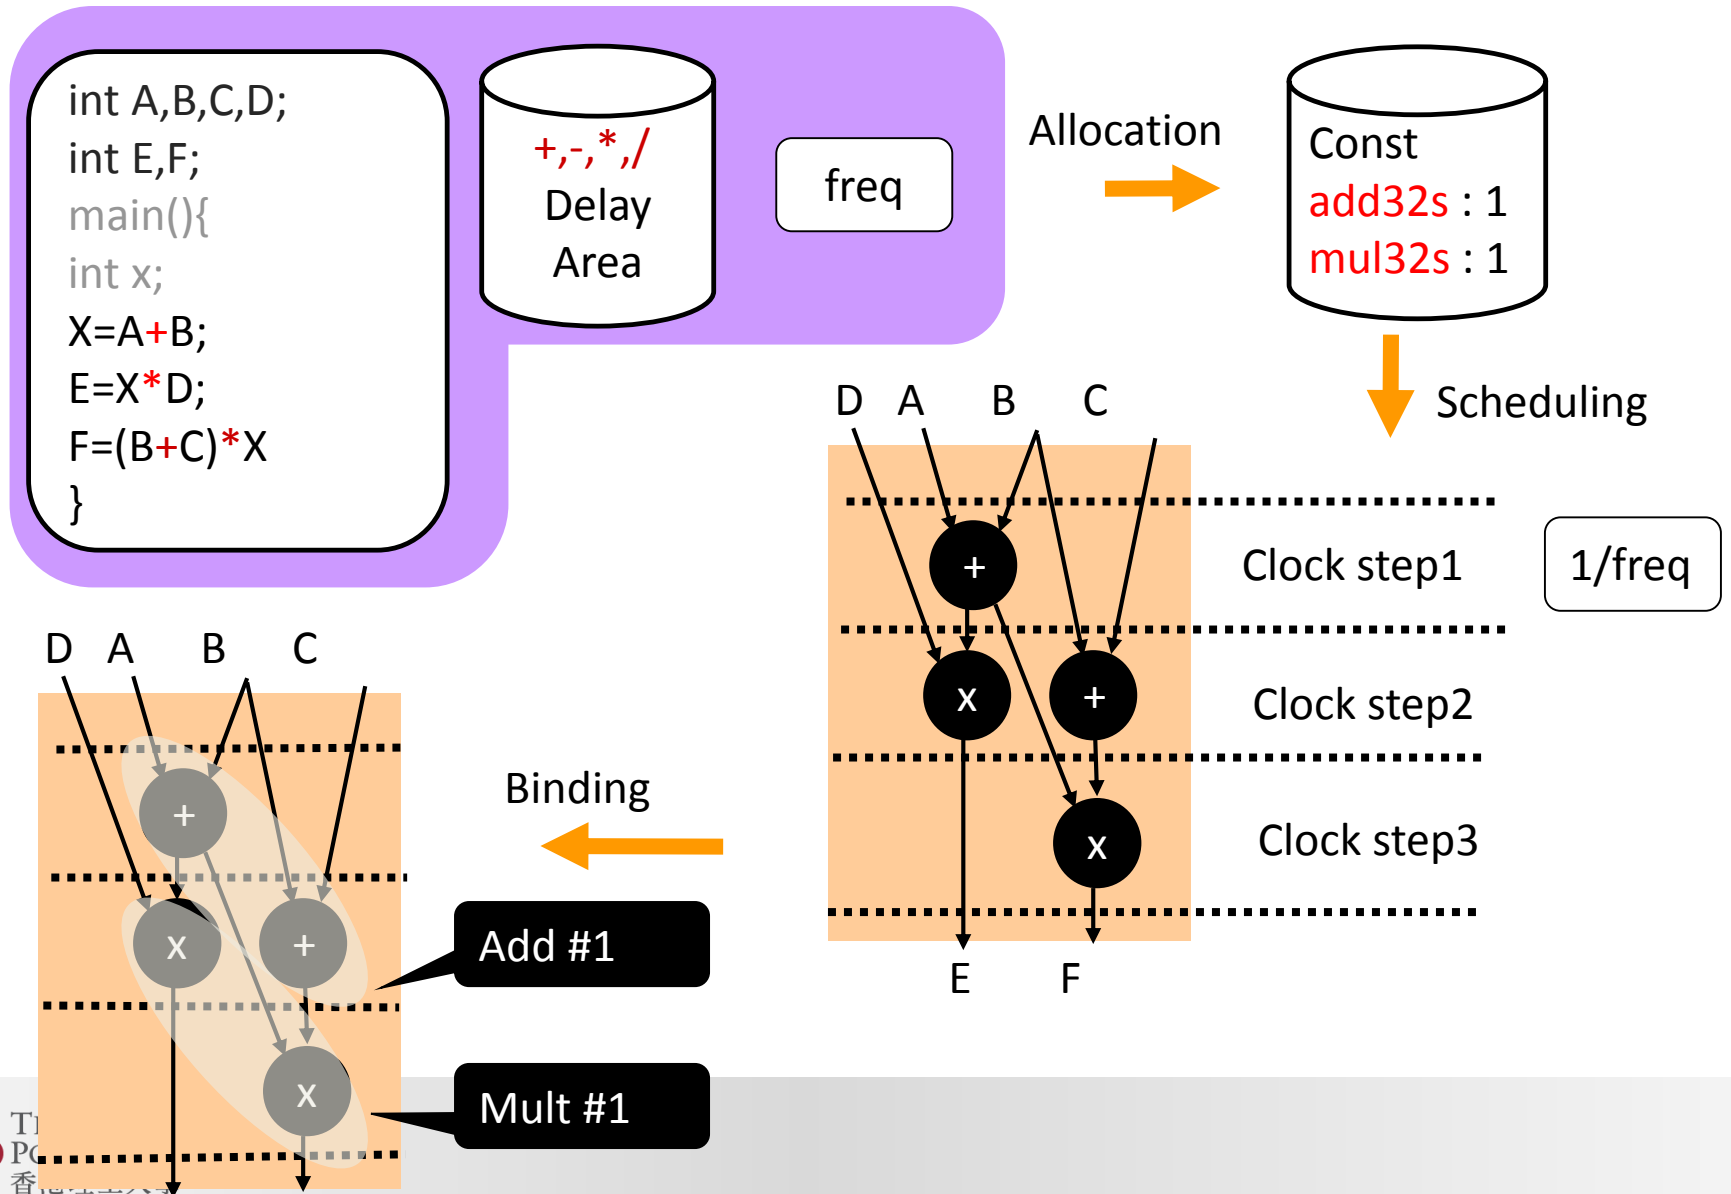 int A,B,C,D;
int E,F;
main(){
int x;
X=A+B;
E=X*D;
F=(B+C)*X
}
+,-,*,/
Delay
Area
freq
Allocation
Const
add32s : 1
mul32s : 1
Scheduling
D A B C
+
Clock step1
1/freq
x +
Clock step2
x
Clock step3
E F
Binding
D A B C
+
x +
Add #1
x
Mult #1